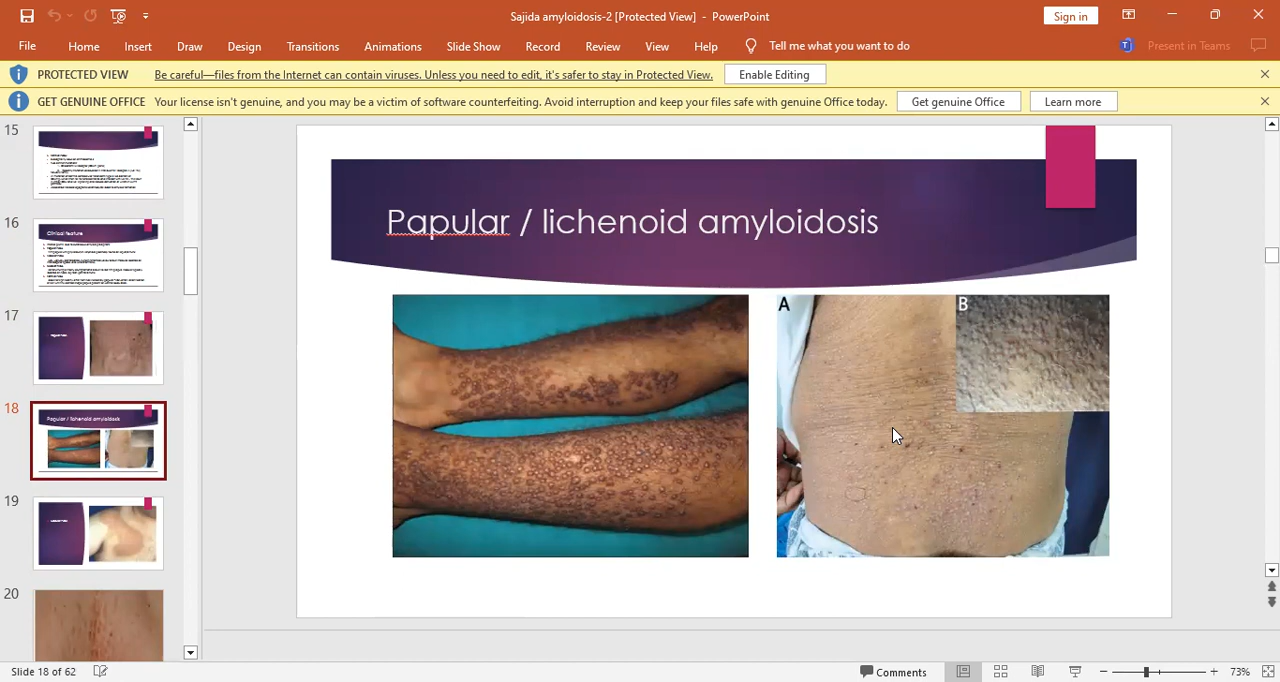 Sajida amyloidosis-2 [Protected View] - PowerPoint
Sign in
File Home Insert Draw Design Transitions Animations Slide Show Record Review View Help Tell me what you want to do Present in Teams
PROTECTED VIEW Be careful—files from the Internet can contain viruses. Unless you need to edit, it's safer to stay in Protected View. Enable Editing
GET GENUINE OFFICE Your license isn't genuine, and you may be a victim of software counterfeiting. Avoid interruption and keep your files safe with genuine Office today. Get genuine Office Learn more
15
16
Clinical feature
17
18
Papular / lichenoid amyloidosis
19
20
Papular / lichenoid amyloidosis
A
B
Slide 18 of 62
Comments
73%